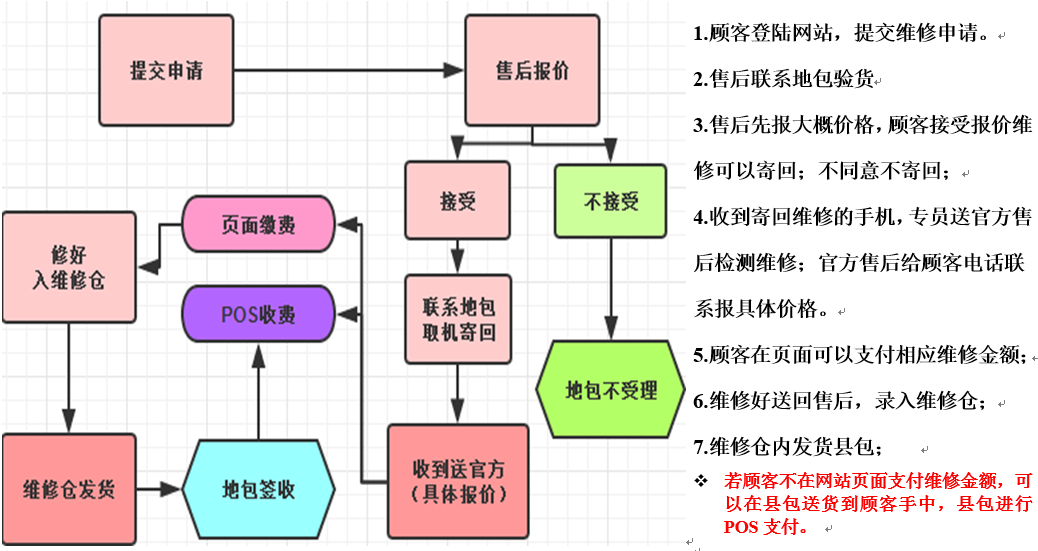 提交申请
售后报价
接受
不接受
页面缴费
修好
入维修仓
POS收费
联系地包
取机寄回
地包不受理
维修仓发货
地包签收
收到送官方
（具体报价）
1.顾客登陆网站，提交维修申请。
2.售后联系地包验货
3.售后先报大概价格，顾客接受报价维
修可以寄回；不同意不寄回；
4.收到寄回维修的手机，专员送官方售
后检测维修；官方售后给顾客电话联
系报具体价格。
5.顾客在页面可以支付相应维修金额；
6.维修好送回售后，录入维修仓；
7.维修仓内发货县包；
❖ 若顾客不在网站页面支付维修金额，可
以在县包送货到顾客手中，县包进行
POS 支付。